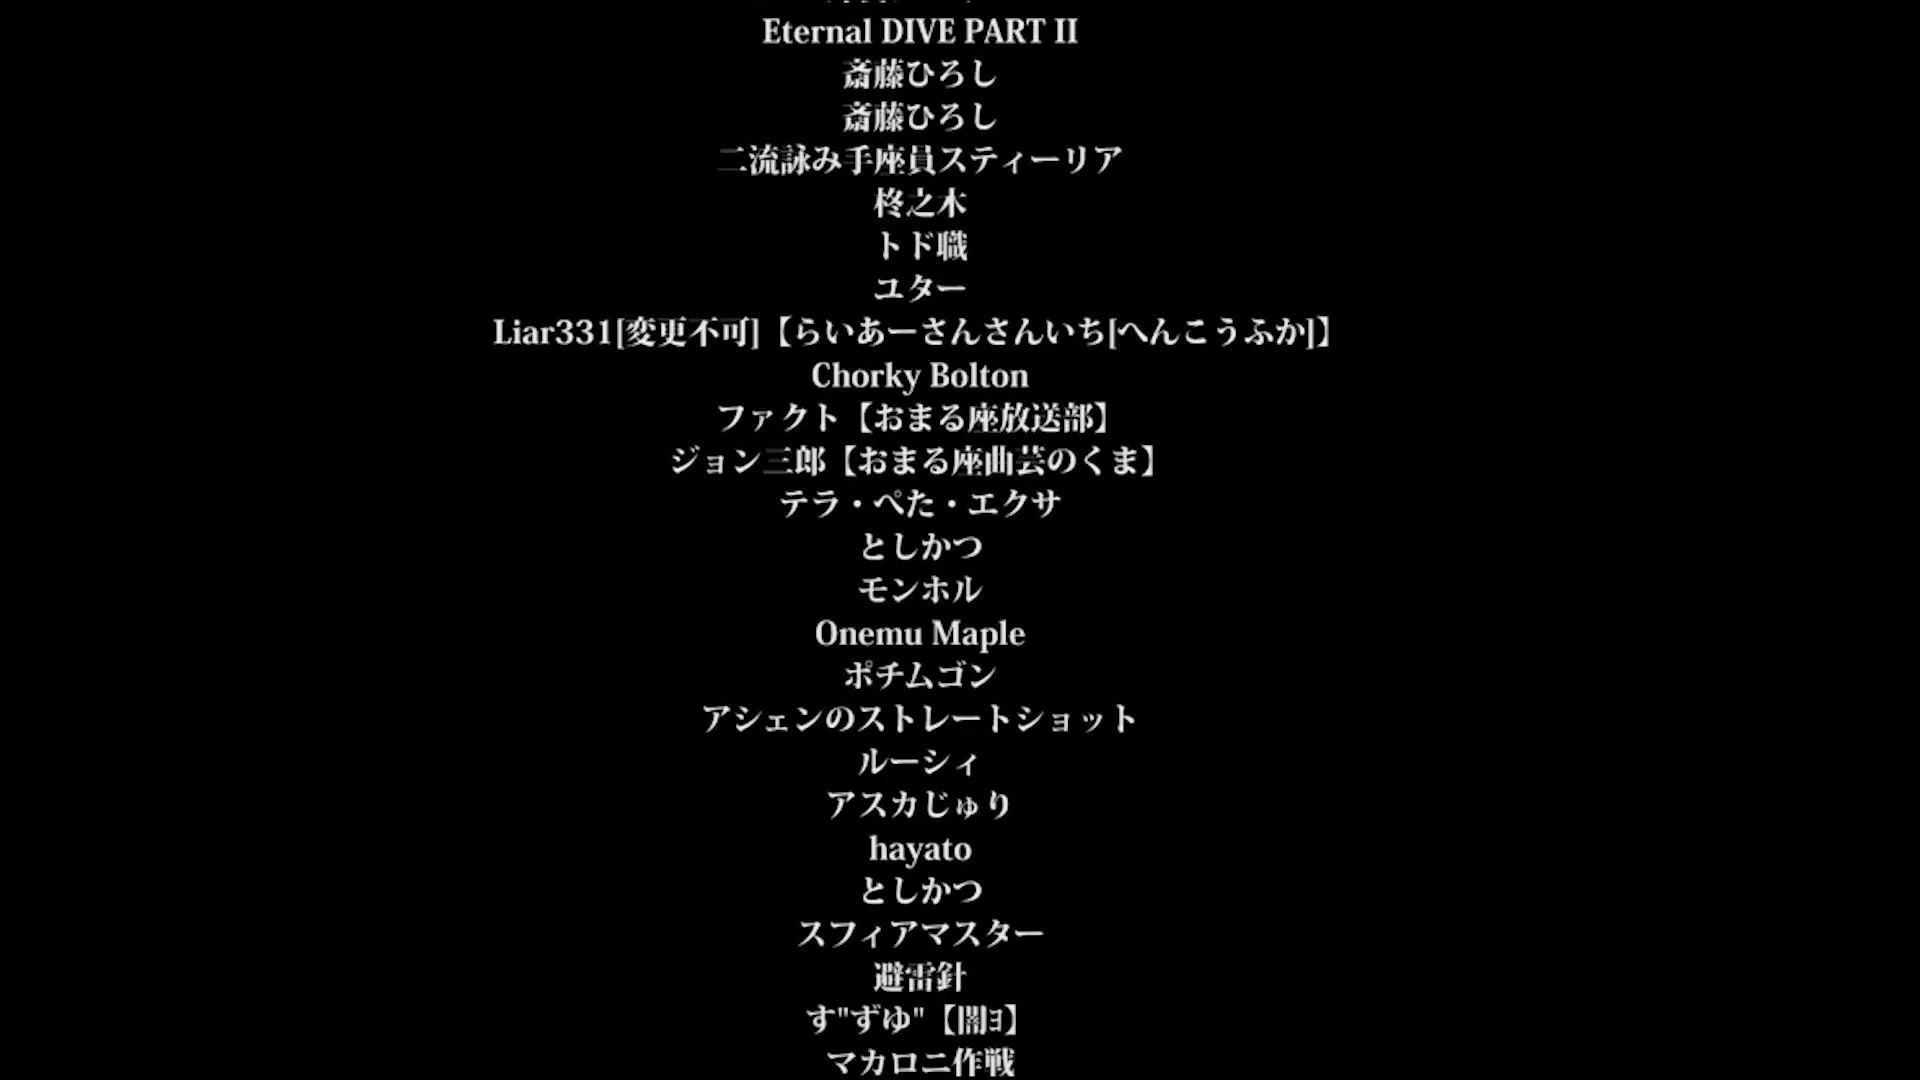 Eternal DIVE PART II
斎藤ひろし
斎藤ひろし
二流詠み手座員スティーリア
柊之木
トド職
ユター
Liar331[変更不可]【らいあーさんさんいち[へんこうふか]】
Chorky Bolton
ファクト【おまる座放送部】
ジョン三郎【おまる座曲芸のくま】
テラ・ぺた・エクサ
としかつ
モンホル
Onemu Maple
ポチムゴン
アシェンのストレートショット
ルーシィ
アスカじゅり
hayato
としかつ
スフィアマスター
避雷針
す"ずゆ"【闇ﾖ】
マカロニ作戦